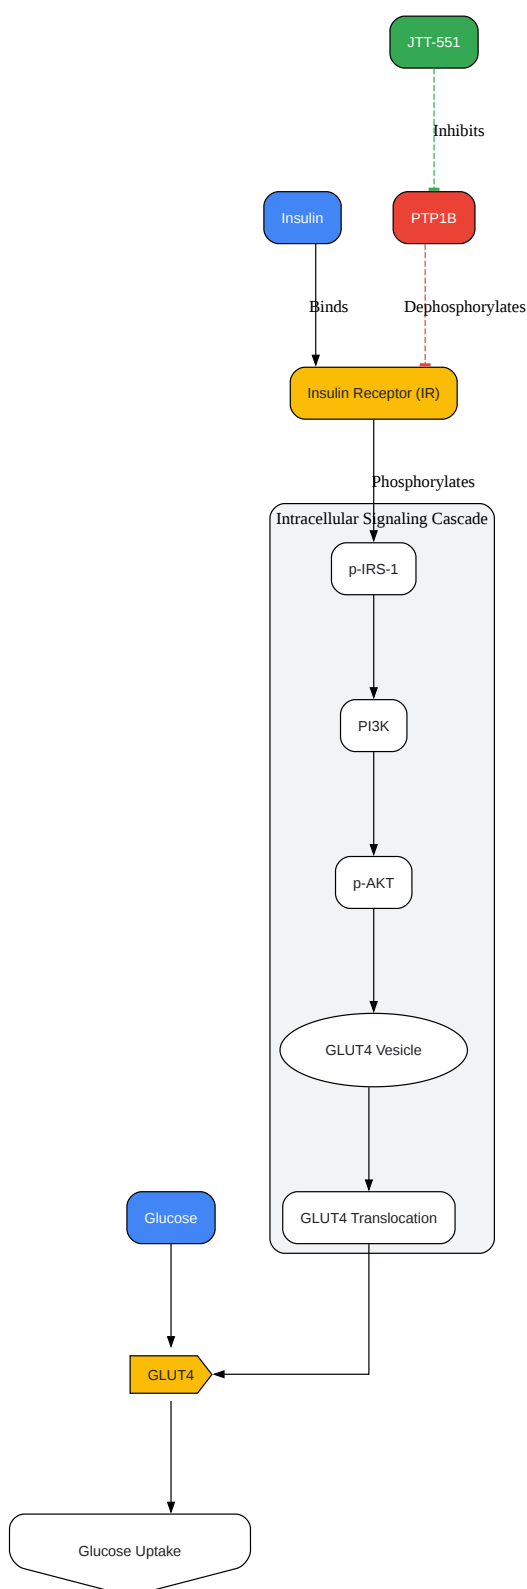 JTT-551
Inhibits
Insulin
PTP1B
Binds
Dephosphorylates
Insulin Receptor (IR)
Phosphorylates
Intracellular Signaling Cascade
p-IRS-1
PI3K
p-AKT
GLUT4 Vesicle
Glucose
GLUT4 Translocation
GLUT4
Glucose Uptake